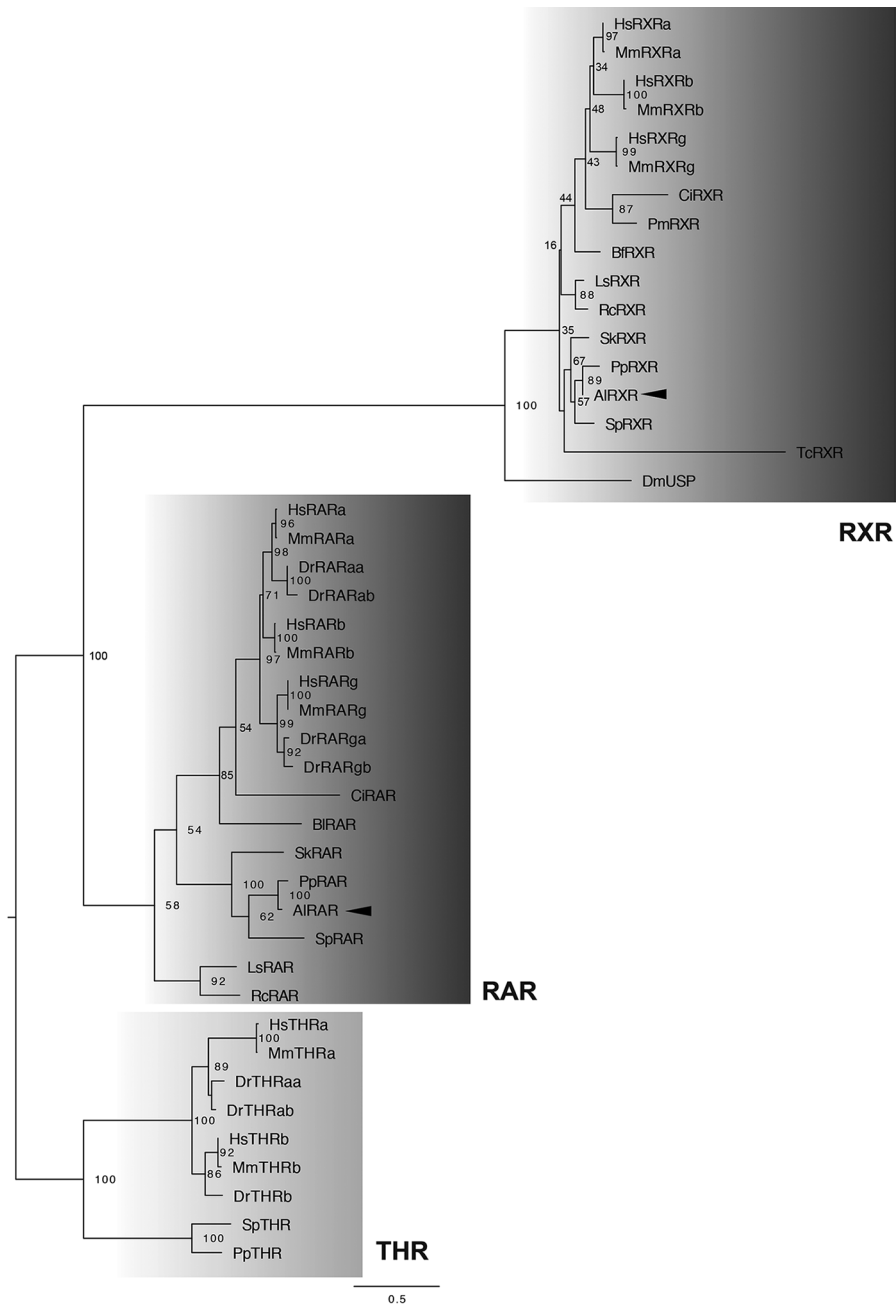 HsRXRa
97
MmRXRa
34
HsRXRb
100
MmRXRb
48
HsRXRg
99
MmRXRg
43
CiRXR
87
PmRXR
44
16
BfRXR
LsRXR
88
RcRXR
35
SkRXR
67
PpRXR
89
AlRXR
57
SpRXR
100
TcRXR
DmUSP
RXR
HsRARa
96
MmRARa
98
DrRARaa
100
DrRARab
71
HsRARb
100
MmRARb
97
HsRARg
100
MmRARg
99
DrRARga
92
DrRARgb
54
85
CiRAR
BlRAR
54
SkRAR
100
PpRAR
100
AlRAR
62
58
SpRAR
LsRAR
92
RcRAR
RAR
100
HsTHRa
100
MmTHRa
89
DrTHRaa
DrTHRab
100
HsTHRb
92
MmTHRb
86
DrTHRb
100
SpTHR
100
PpTHR
THR
0.5